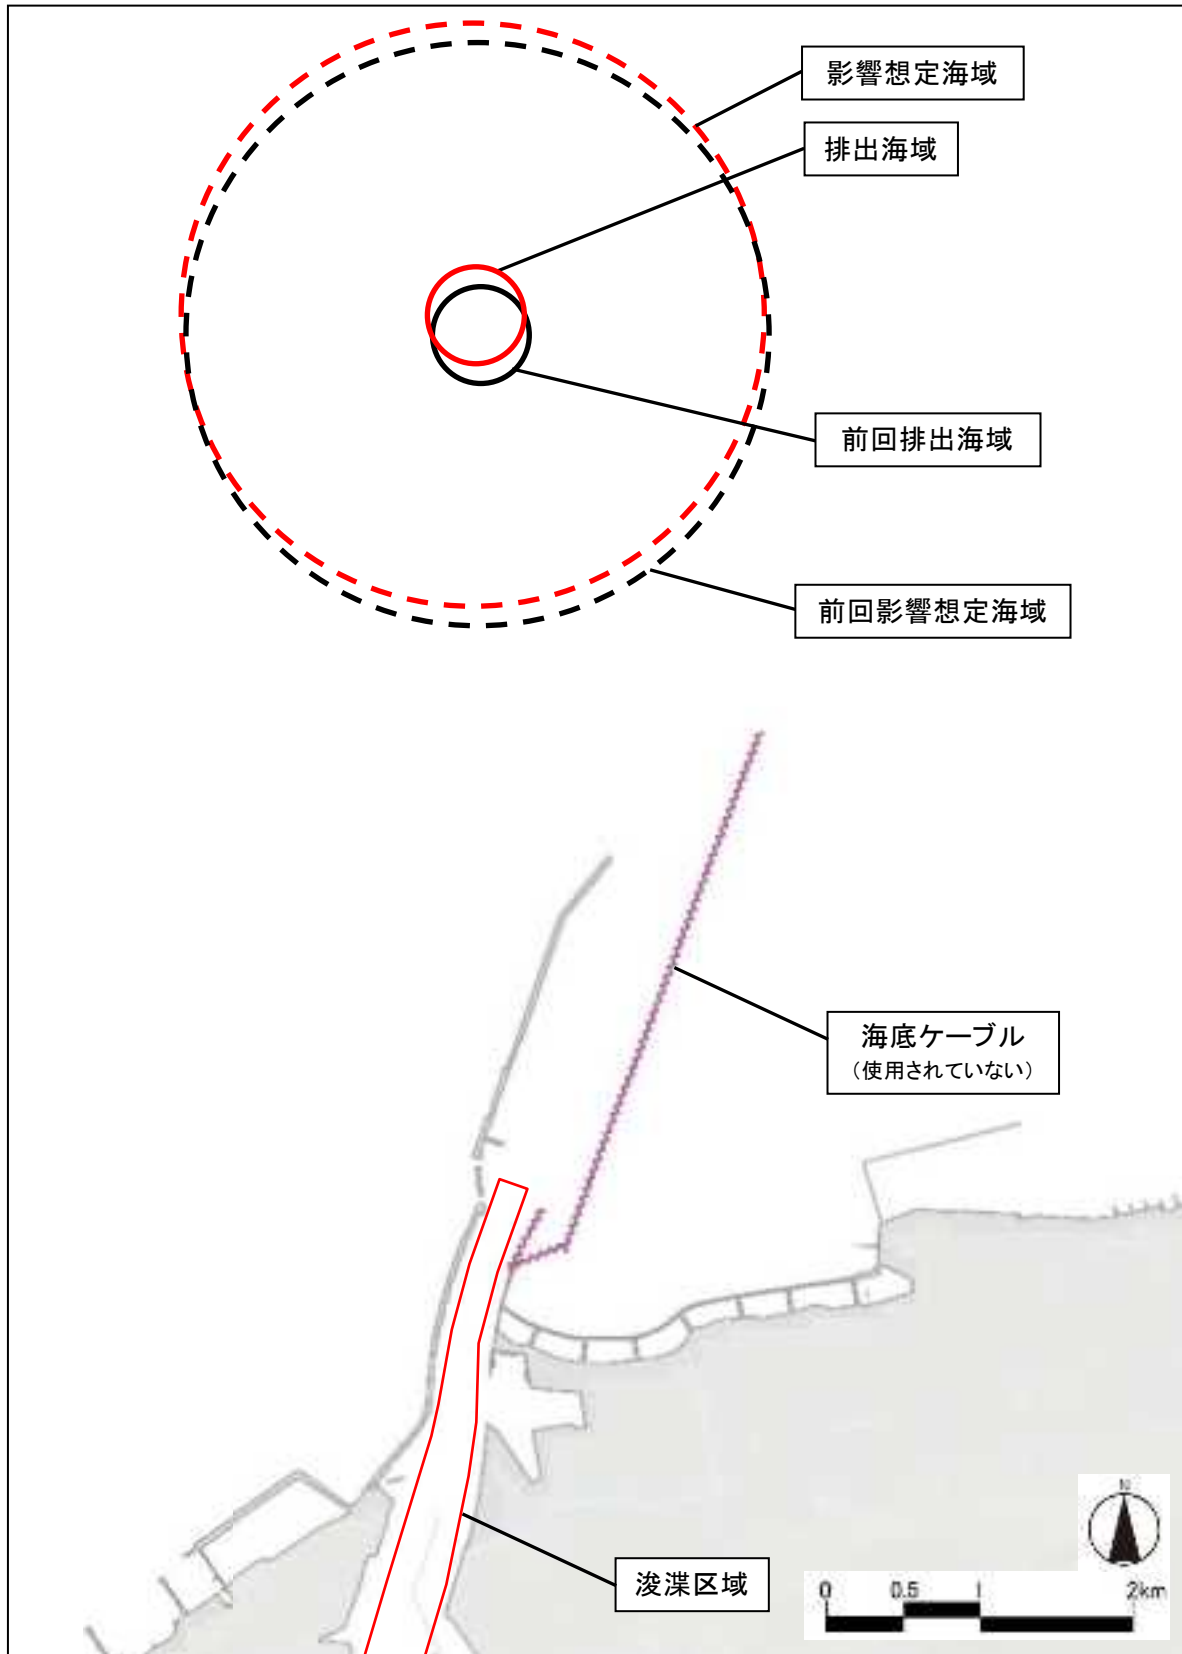 影響想定海域
排出海域
前回排出海域
前回影響想定海域
海底ケーブル
（使用されていない）
浚渫区域
N
0 0.5 1 2km